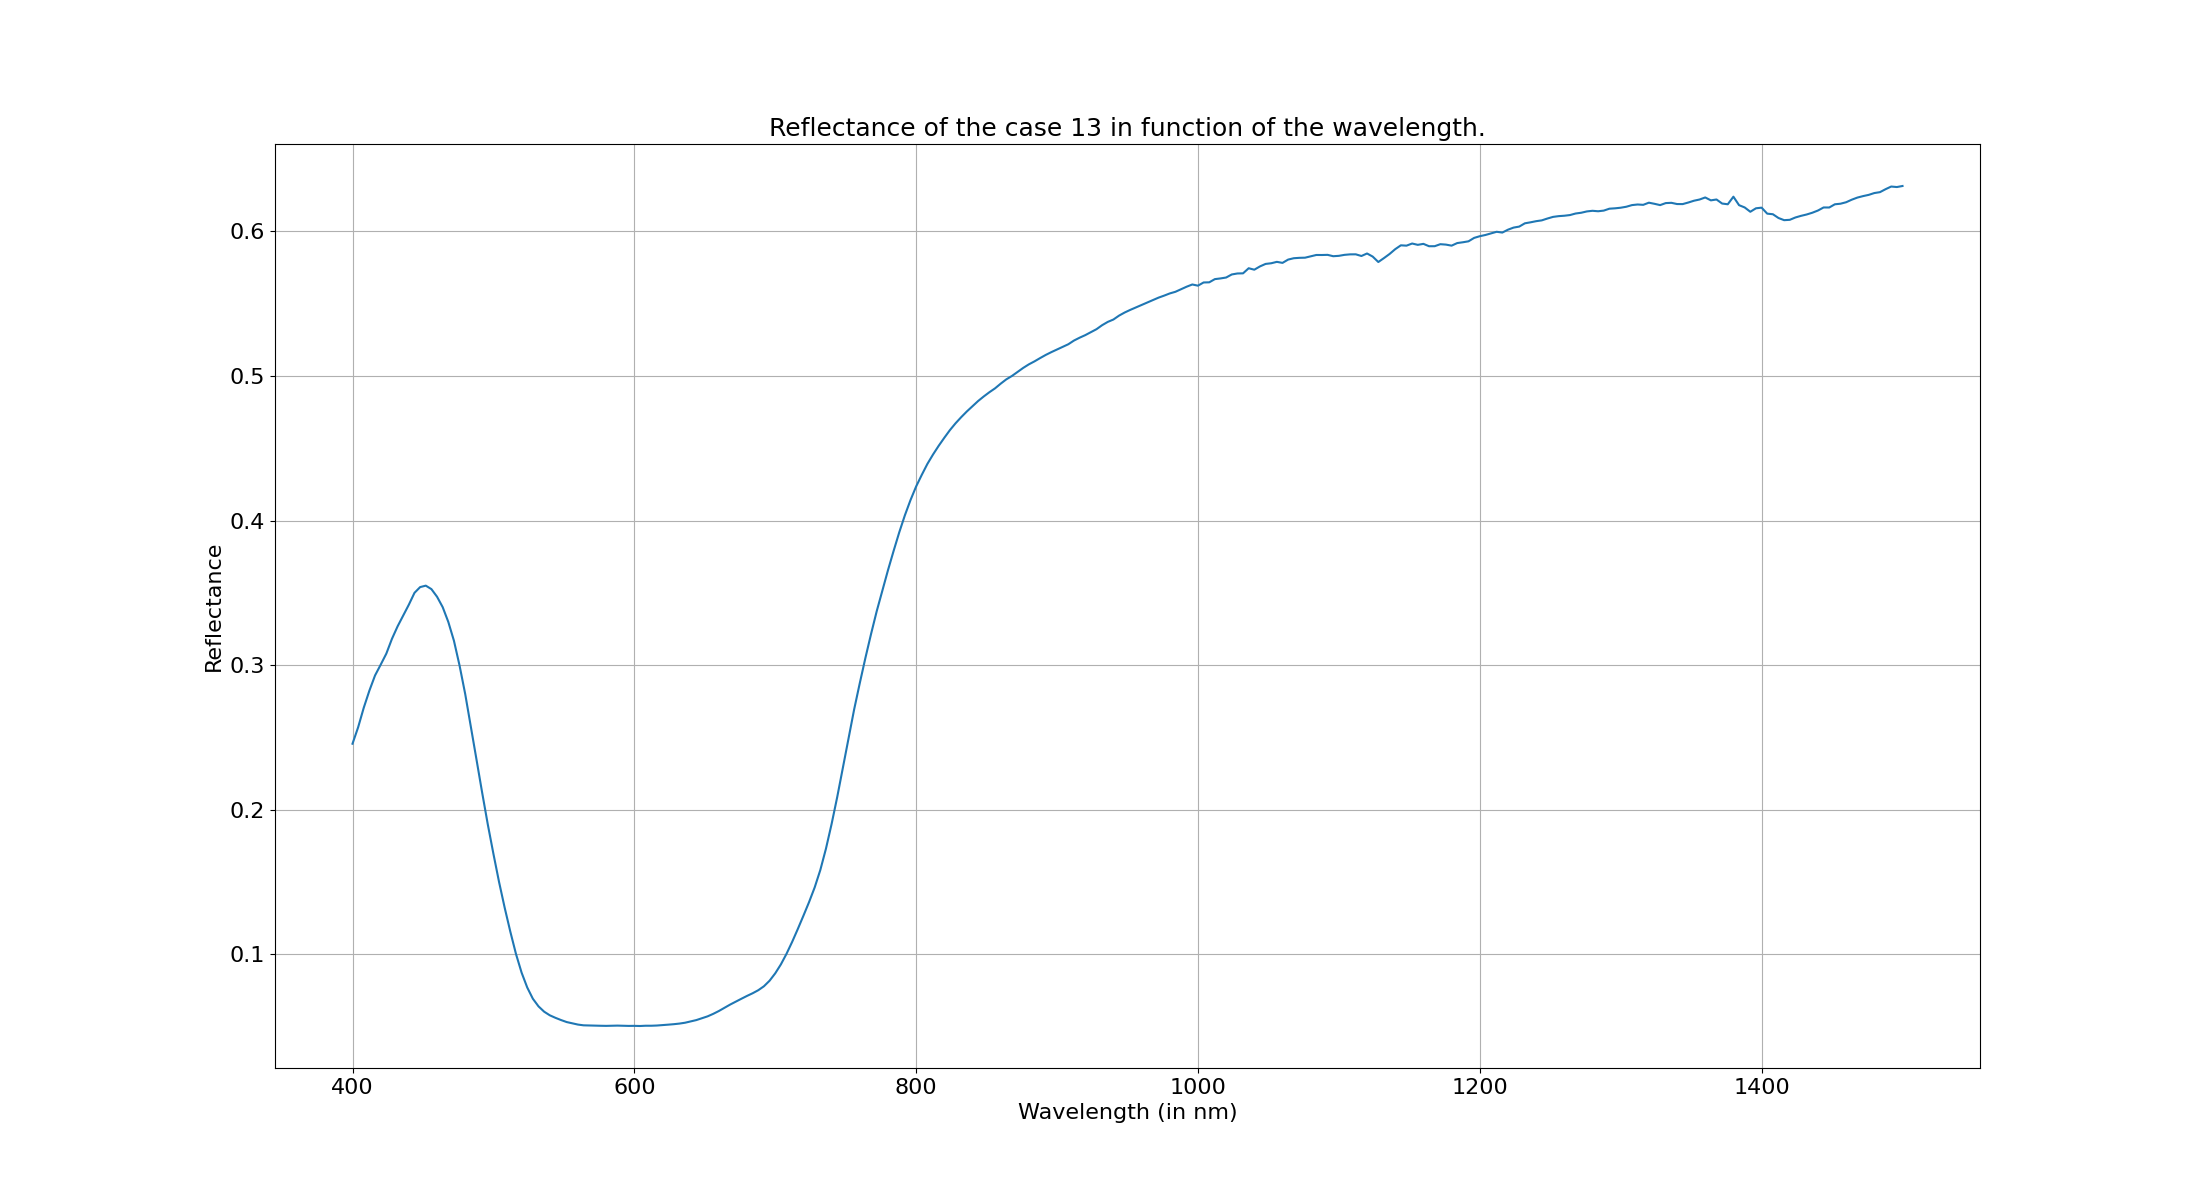 Reflectance of the case 13 in function of the wavelength.
Reflectance
0.6
0.5
0.4
0.3
0.2
0.1
400 600 800 1000 1200 1400
Wavelength (in nm)